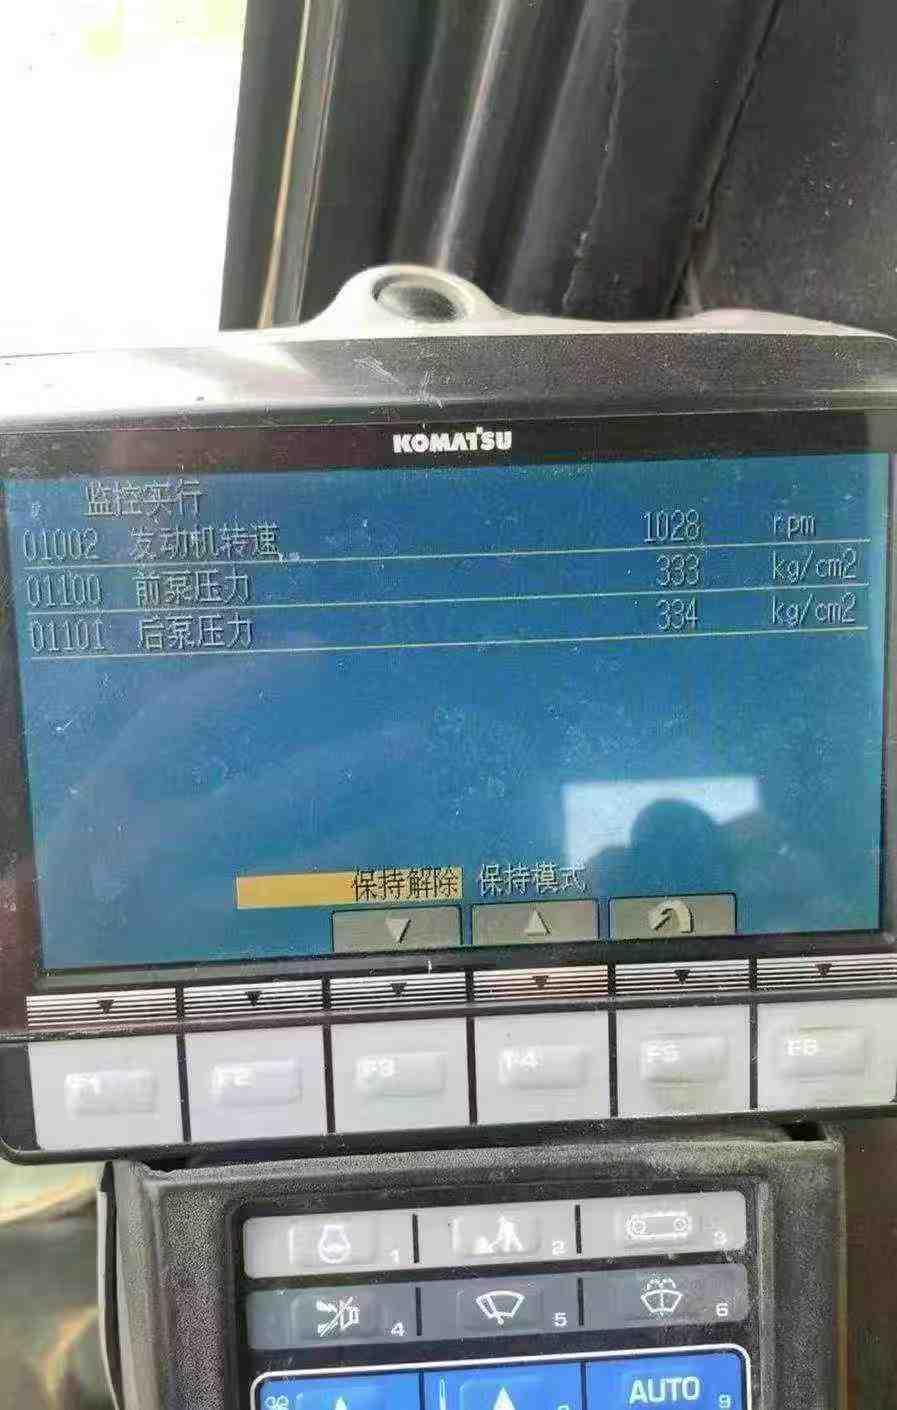 KOMATSU
监控实行
01002 发动机转速 1028 rpm
01100 前泵压力 333 kg/cm2
01101 后泵压力 334 kg/cm2
保持解除 保持模式
F1 F2 F3 F4 F5 F6
1 2 3
4 5 6
AUTO 9